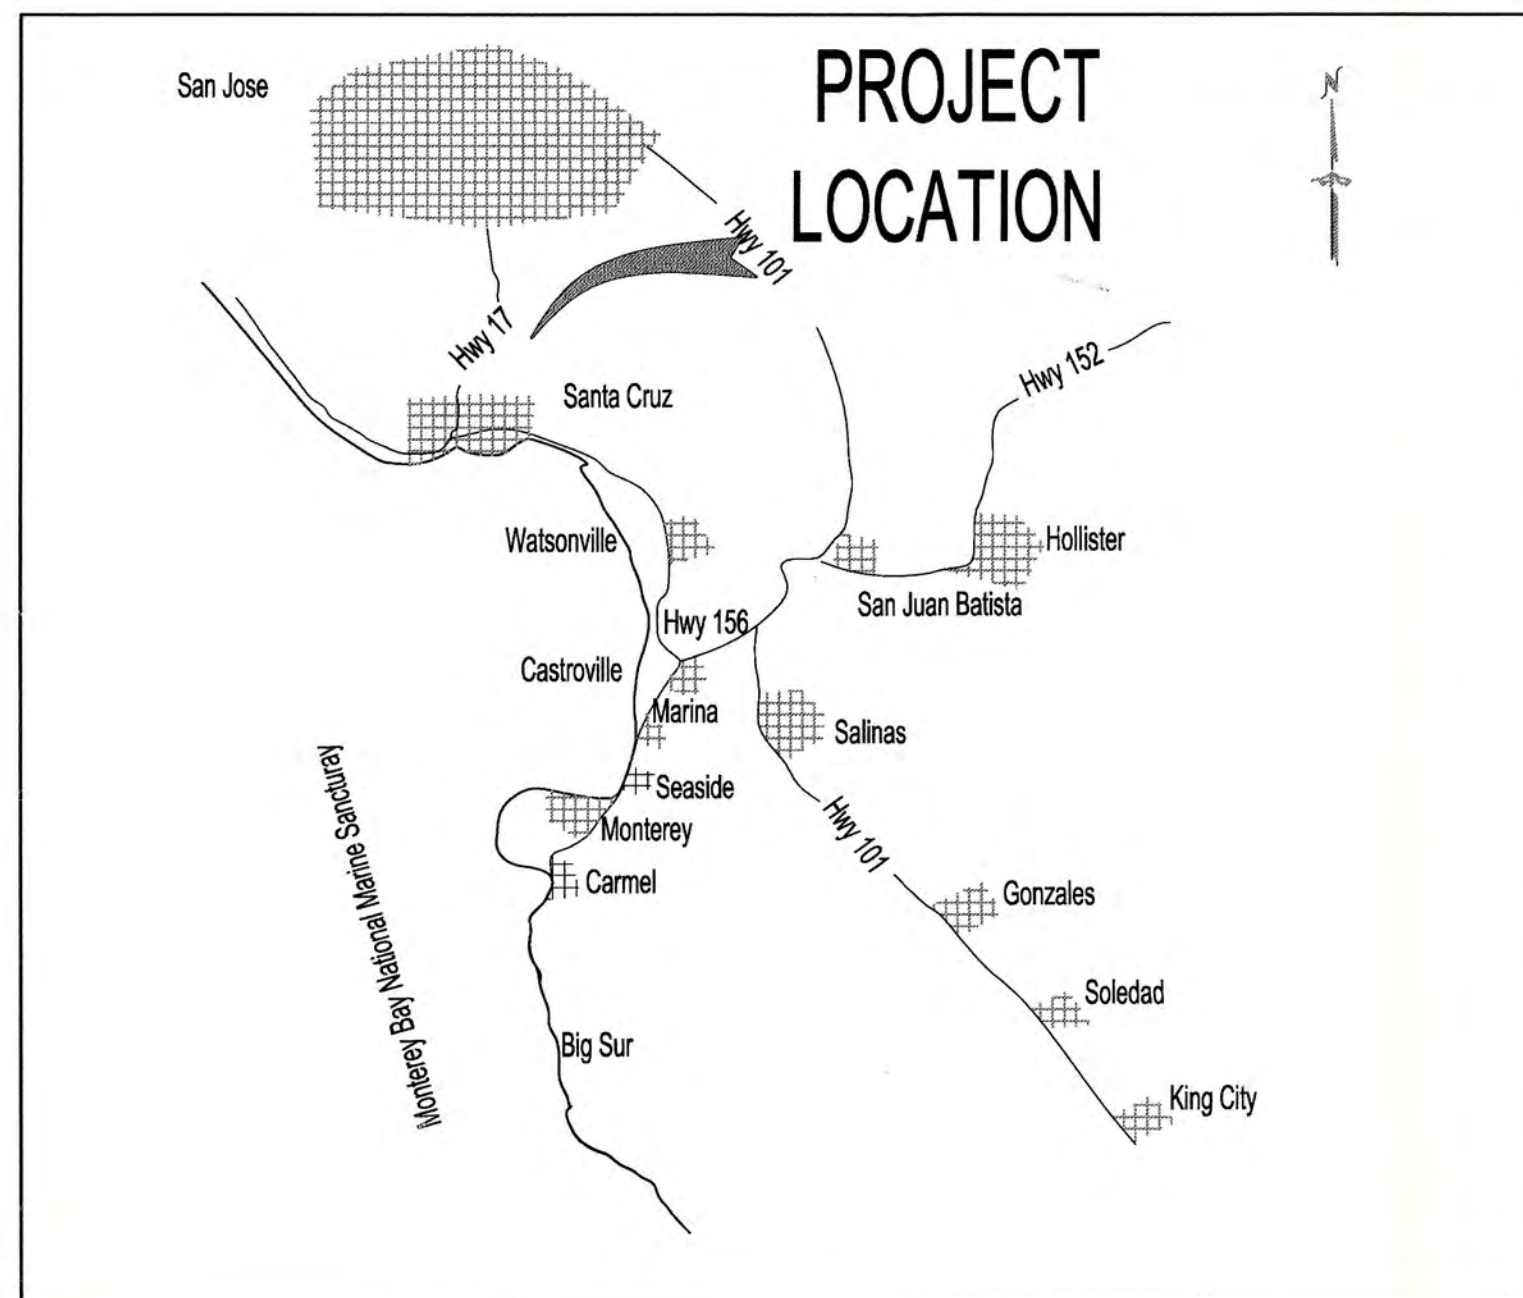 PROJECT
LOCATION
N
San Jose
Hwy 101
Hwy 17
Hwy 152
Santa Cruz
Watsonville
Hollister
San Juan Batista
Hwy 156
Castroville
Marina
Salinas
Seaside
Monterey
Hwy 101
Carmel
Gonzales
Monterey Bay National Marine Sancturay
Soledad
Big Sur
King City